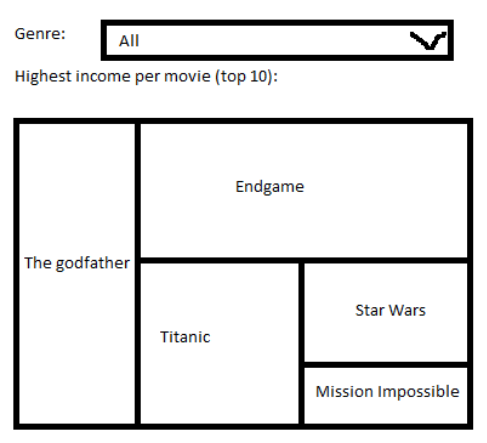 Genre:
All
Highest income per movie (top 10):
Endgame
The godfather
Star Wars
Titanic
Mission Impossible